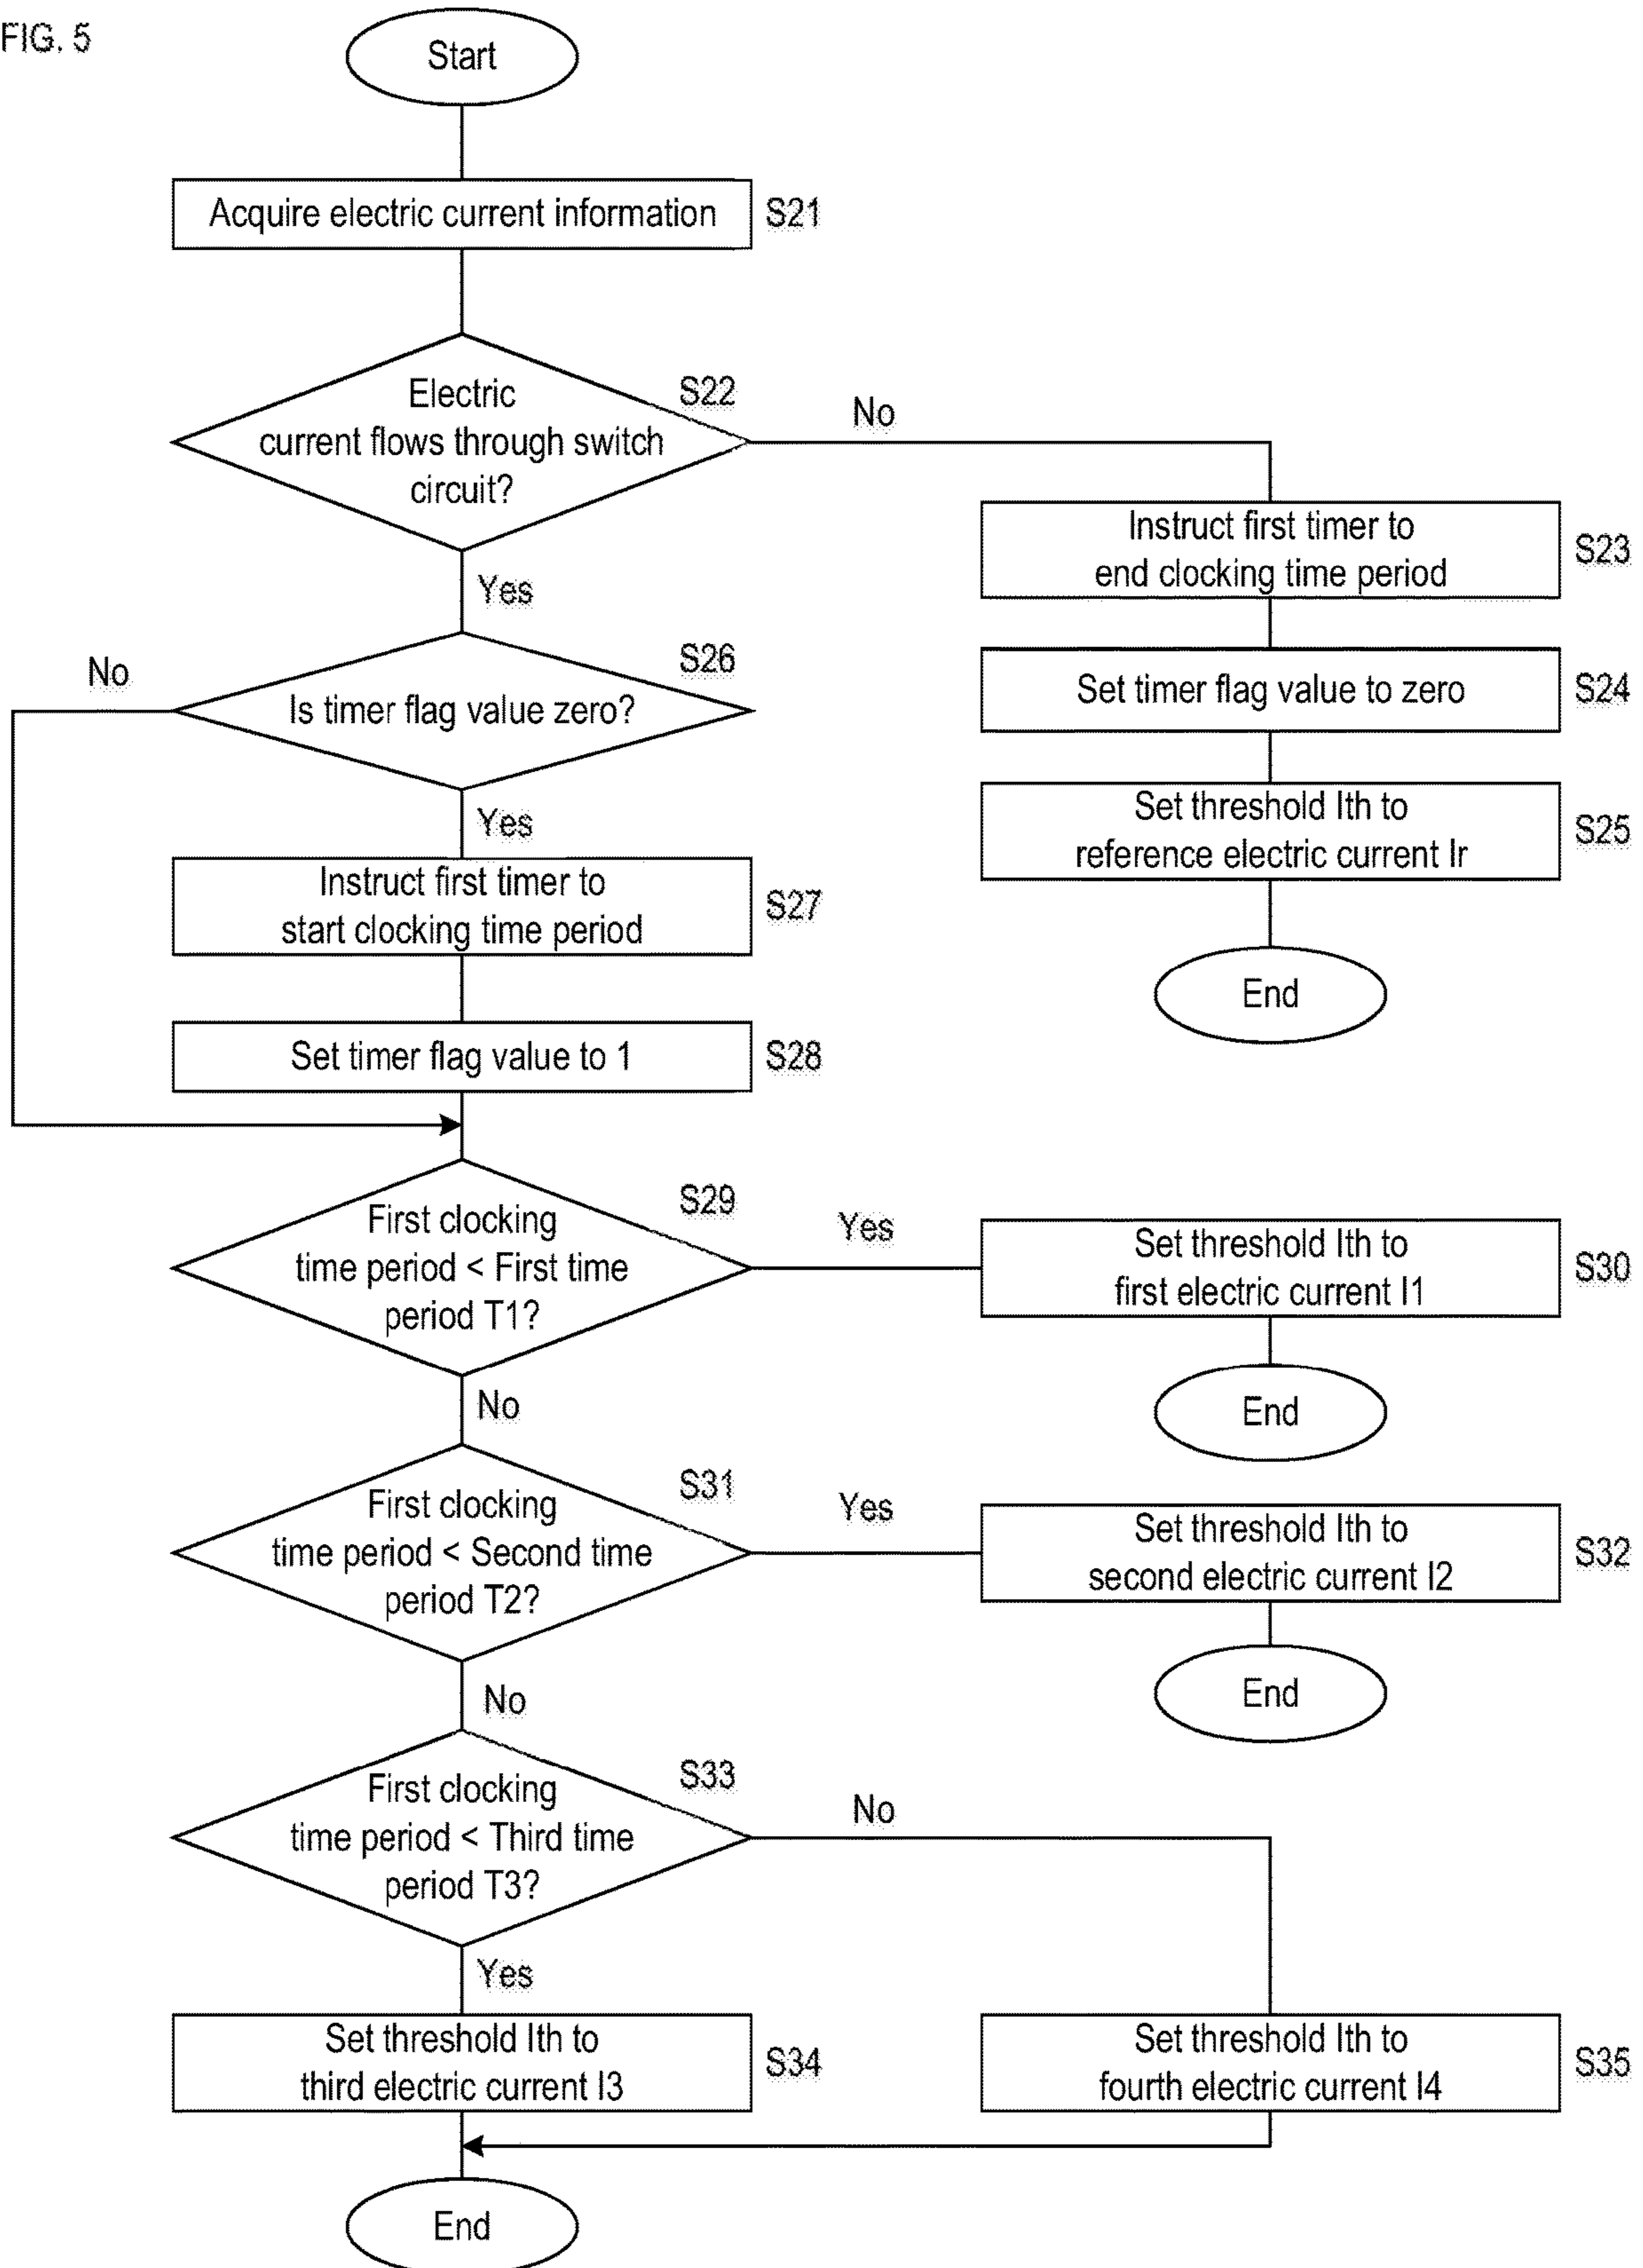 FIG. 5
Start
Acquire electric current information
S21
Electric
current flows through switch
circuit?
S22
No
Yes
Instruct first timer to
end clocking time period
S23
Set timer flag value to zero
S24
Set threshold Ith to
reference electric current Ir
S25
End
Is timer flag value zero?
S26
No
Yes
Instruct first timer to
start clocking time period
S27
Set timer flag value to 1
S28
First clocking
time period < First time
period T1?
S29
Yes
Set threshold Ith to
first electric current I1
S30
End
No
First clocking
time period < Second time
period T2?
S31
Yes
Set threshold Ith to
second electric current I2
S32
End
No
First clocking
time period < Third time
period T3?
S33
No
Yes
Set threshold Ith to
third electric current I3
S34
Set threshold Ith to
fourth electric current I4
S35
End